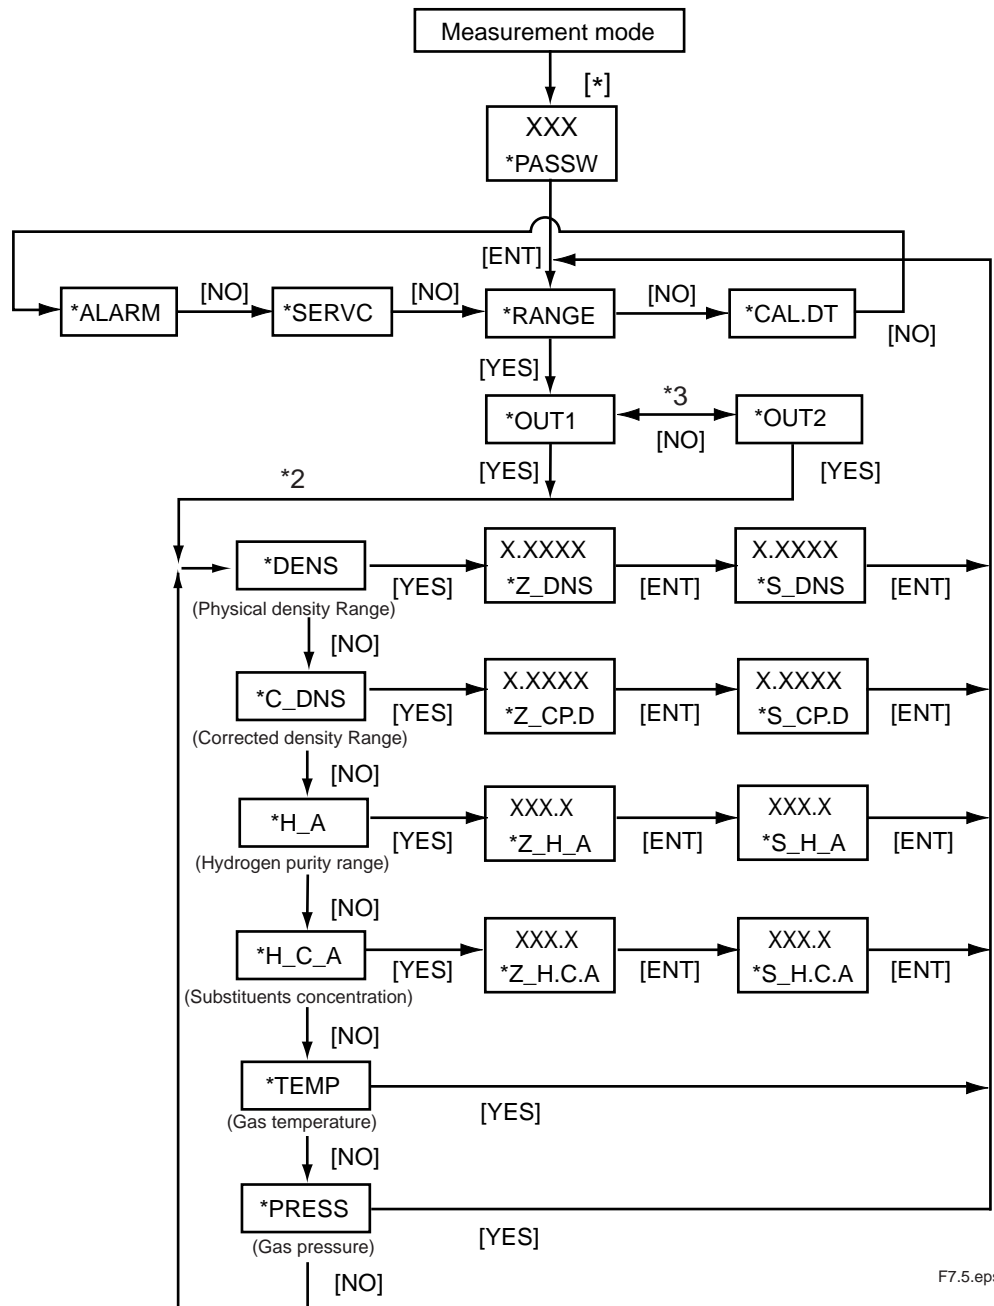 Measurement mode
[*]
XXX
*PASSW
[ENT]
*ALARM
[NO]
*SERVC
[NO]
*RANGE
[NO]
*CAL.DT
[NO]
[YES]
*OUT1
*3
[NO]
*OUT2
[YES]
[YES]
*2
*DENS
(Physical density Range)
[YES]
X.XXXX
*Z_DNS
[ENT]
X.XXXX
*S_DNS
[ENT]
[NO]
*C_DNS
(Corrected density Range)
[YES]
X.XXXX
*Z_CP.D
[ENT]
X.XXXX
*S_CP.D
[ENT]
[NO]
*H_A
(Hydrogen purity range)
[YES]
XXX.X
*Z_H_A
[ENT]
XXX.X
*S_H_A
[ENT]
[NO]
*H_C_A
(Substituents concentration)
[YES]
XXX.X
*Z_H.C.A
[ENT]
XXX.X
*S_H.C.A
[ENT]
[NO]
*TEMP
(Gas temperature)
[YES]
[NO]
*PRESS
(Gas pressure)
[YES]
[NO]
F7.5.eps